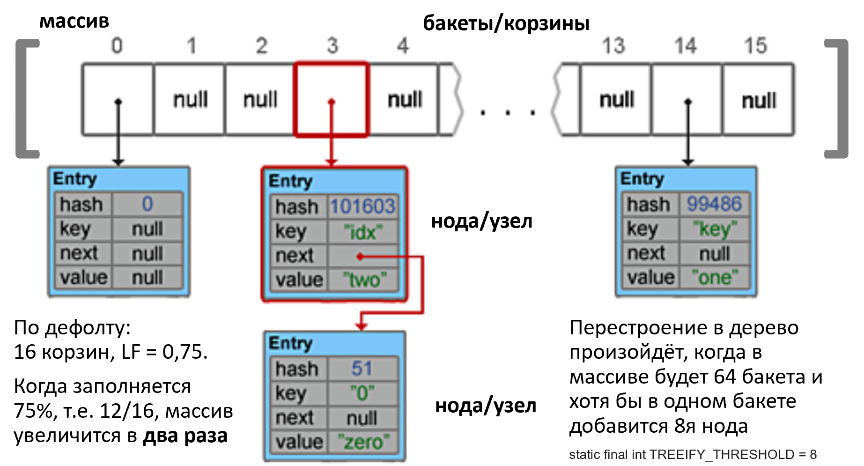 массив
бакеты/корзины
0 1 2 3 4 13 14 15
null null null . . . null null
Entry
hash 0
key null
next null
value null
Entry
hash 101603
key "idx"
next
value "two"
нода/узел
Entry
hash 99486
key "key"
next null
value "one"
Entry
hash 51
key "0"
next null
value "zero"
нода/узел
По дефолту:
16 корзин, LF = 0,75.
Когда заполняется
75%, т.е. 12/16, массив
увеличится в два раза
Перестроение в дерево
произойдёт, когда в
массиве будет 64 бакета и
хотя бы в одном бакете
добавится 8я нода
static final int TREEIFY_THRESHOLD = 8